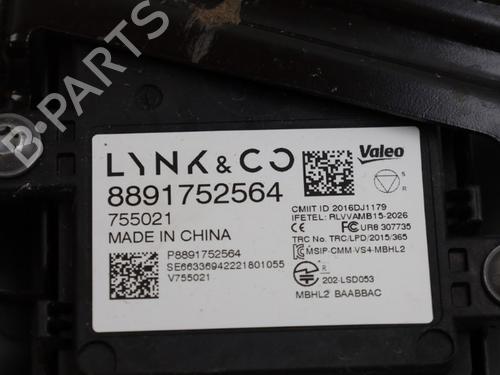 B-PARTS
LYNK & CO
8891752564
755021
MADE IN CHINA
P8891752564
SE66336942221801055
V755021
Valeo
S
R
CMIIT ID 2016DJ1179
IFETEL: RLVVAMB15-2026
CE FC UR8 307735
TRC No. TRC/LPD/2015/365
MSIP-CMM-VS4-MBHL2
R
202-LSD053
MBHL2 BAABBAC